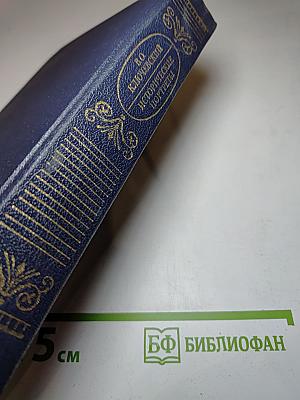 В.О.
КЛЮЧЕВСКИЙ
ИСТОРИЧЕСКИЕ
ПОРТРЕТЫ
5 см
БФ БИБЛИОФАН